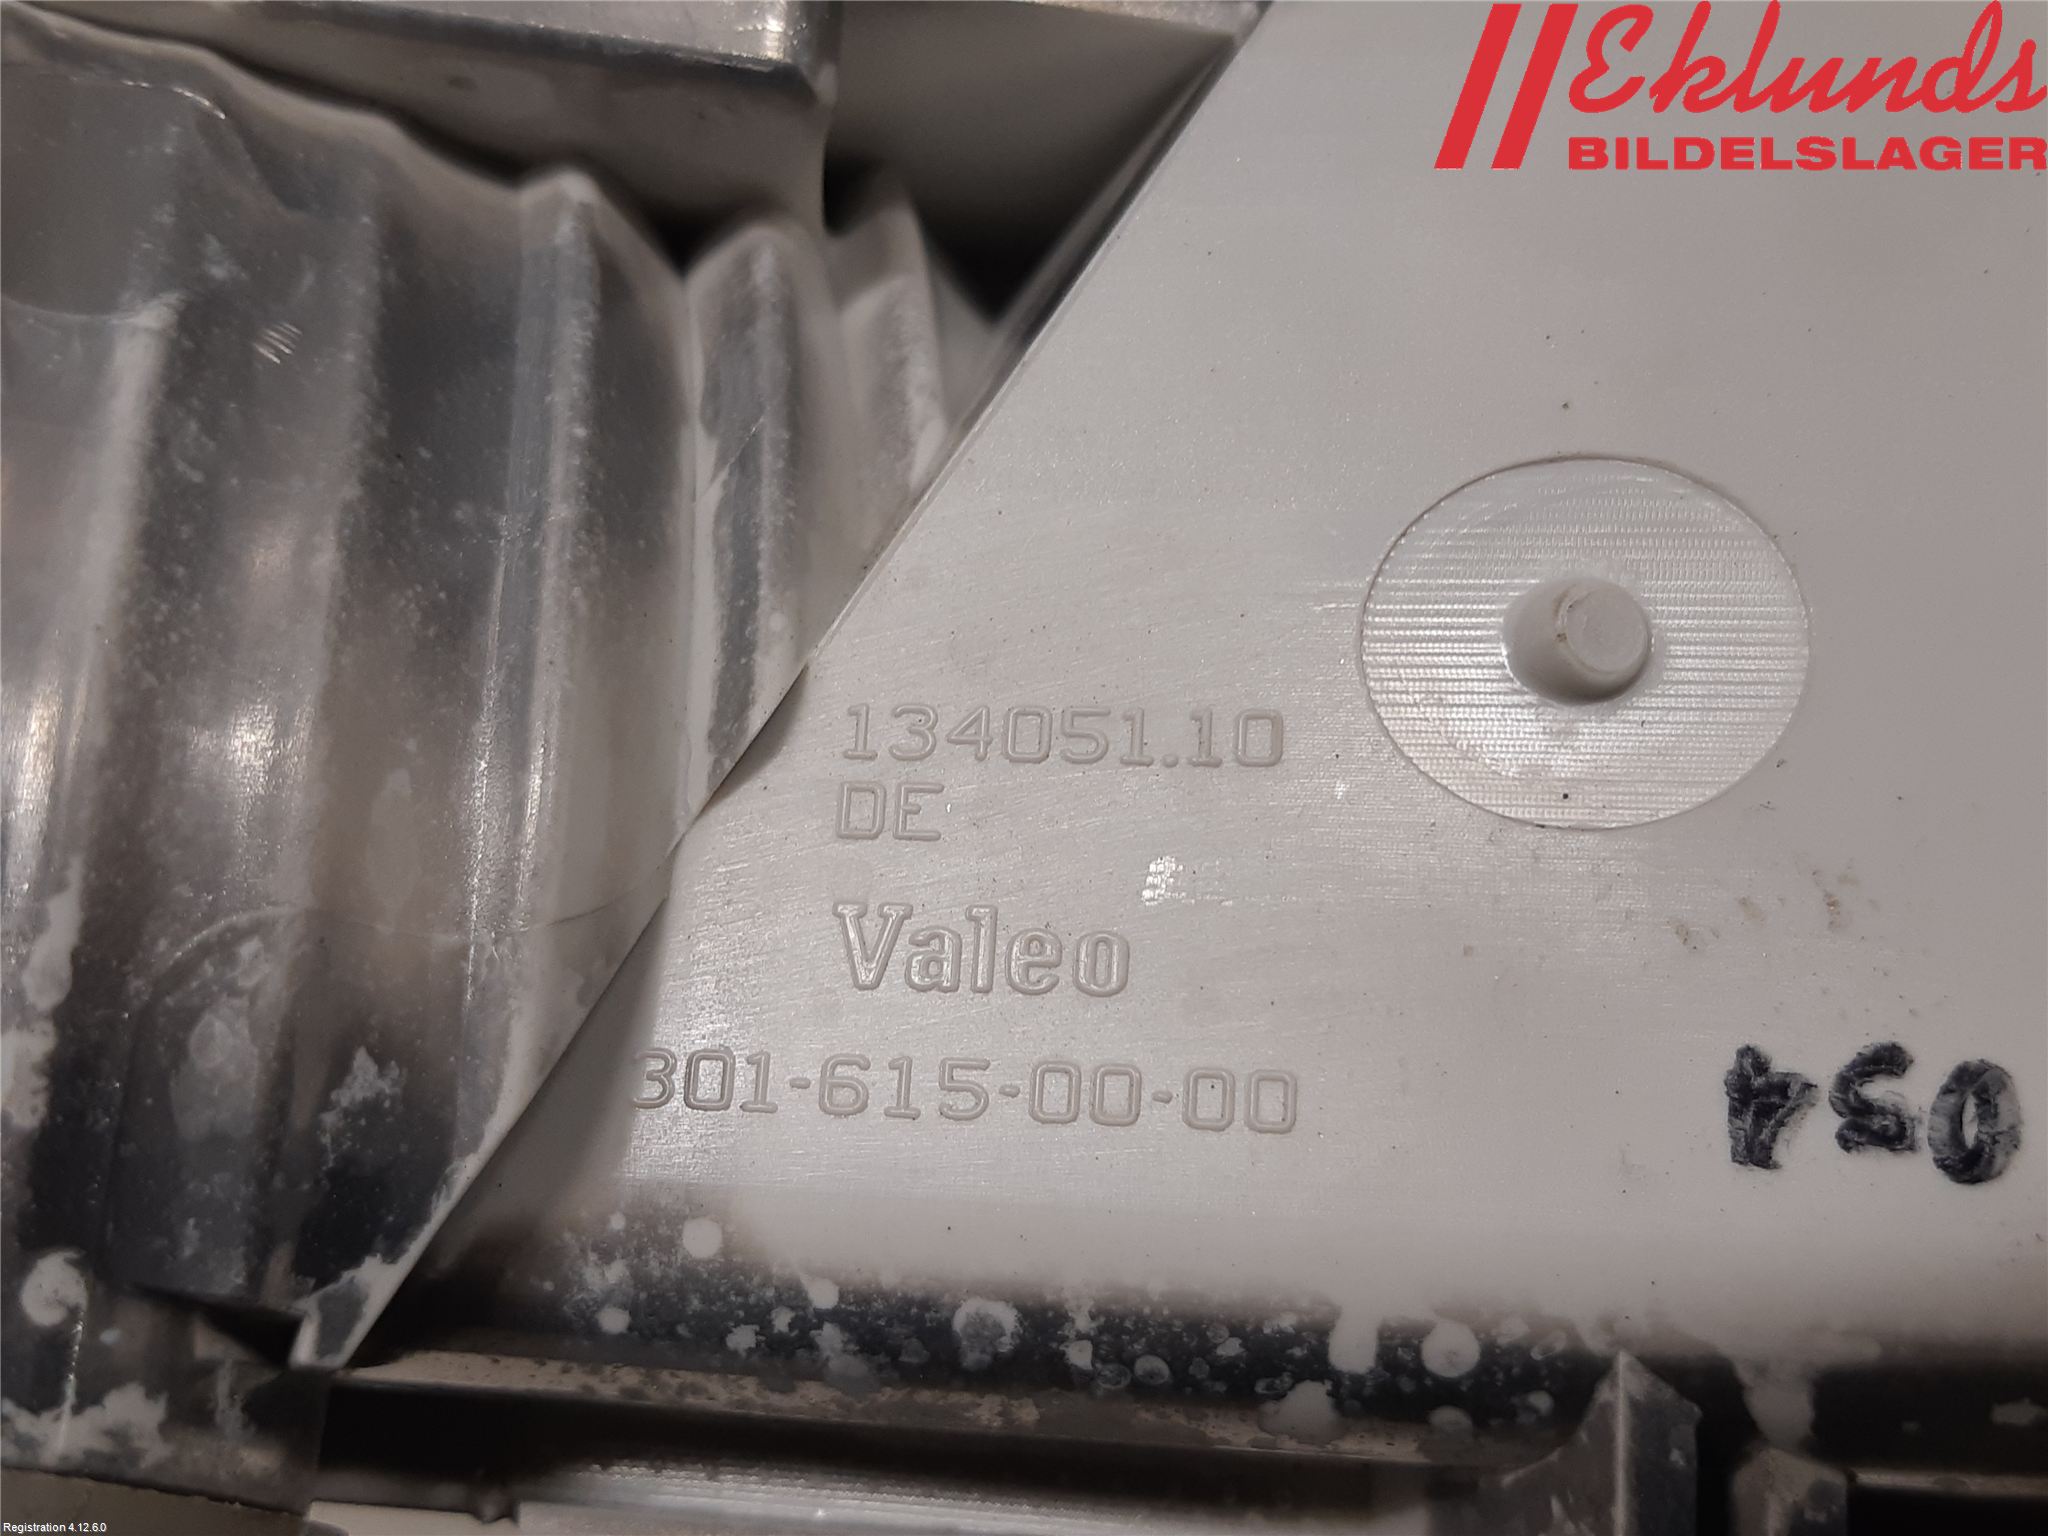 Eklunds
BILDELSLAGER
134051.10
DE
Valeo
301-615-00-00
054
Registration 4.12.6.0